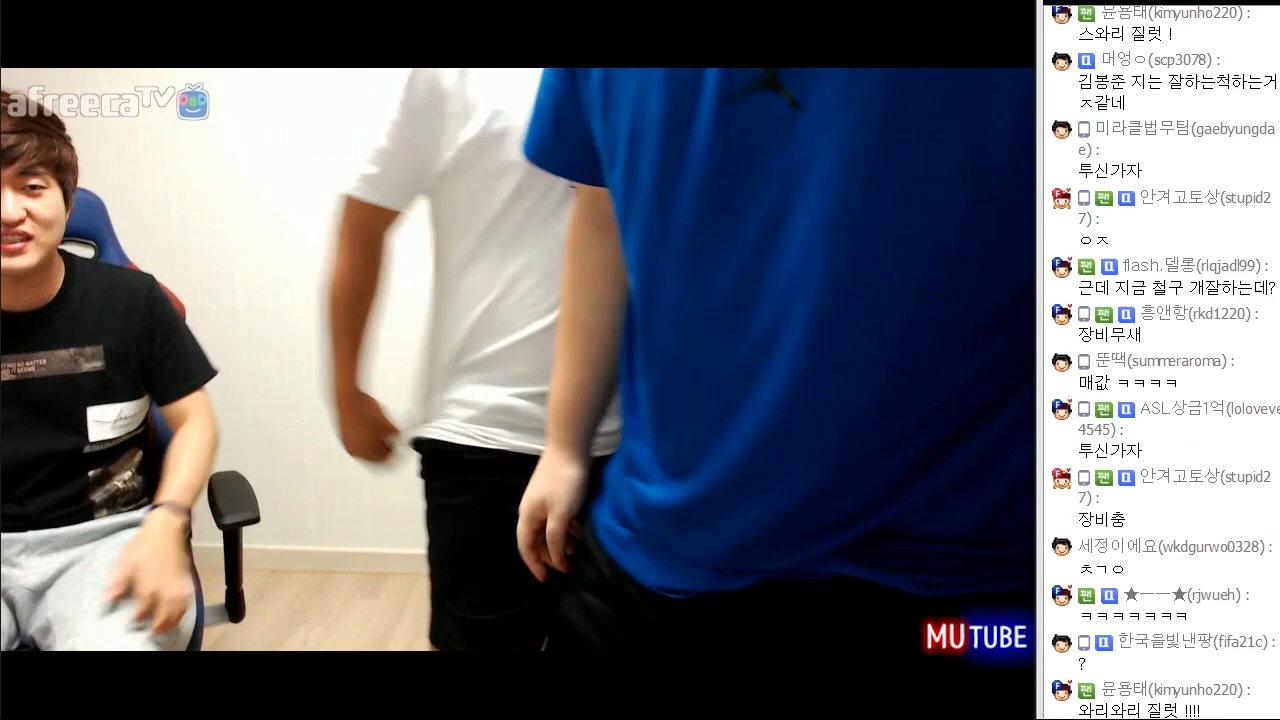 afreecaTV
MUTUBE
윤용태(kimyunho220) :
스와리 질럿 !
머엉ㅇ(scp3078) :
김봉준 지는 잘하는척하는거
ㅈ같네
미라클법무팀(gaebyungda
e) :
투신가자
안겨고토상(stupid2
7) :
ㅇㅈ
flash.델롱(rlqjadl99) :
근데 지금 철구 개잘하는데?
흥앤항(rkd1220) :
장비무새
뚠땍(summeraroma) :
매값 ㅋㅋㅋㅋ
ASL상금1억(lolovev
4545) :
투신가자
안겨고토상(stupid2
7) :
장비충
세정이에요(wkdgurwo0328) :
ㅊㄱㅇ
★ㅡㅡ★(rjwueh) :
ㅋㅋㅋㅋㅋㅋㅋ
한국을빛낸팡(fifa21c) :
?
윤용태(kimyunho220) :
와리와리 질럿 !!!!